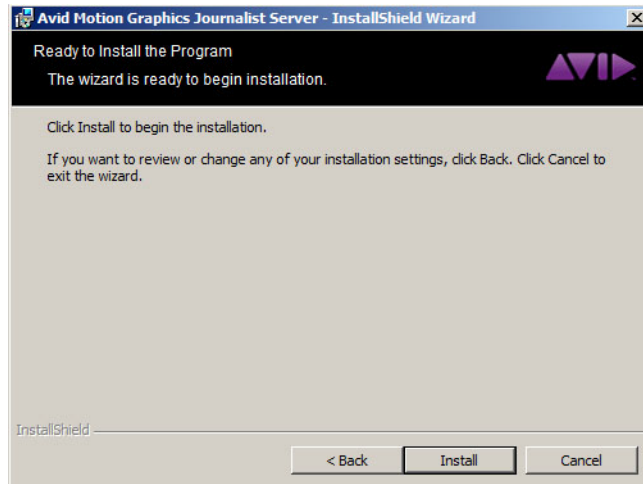 Avid Motion Graphics Journalist Server - InstallShield Wizard
Ready to Install the Program
The wizard is ready to begin installation.
AVID
Click Install to begin the installation.
If you want to review or change any of your installation settings, click Back. Click Cancel to
exit the wizard.
InstallShield
< Back Install Cancel